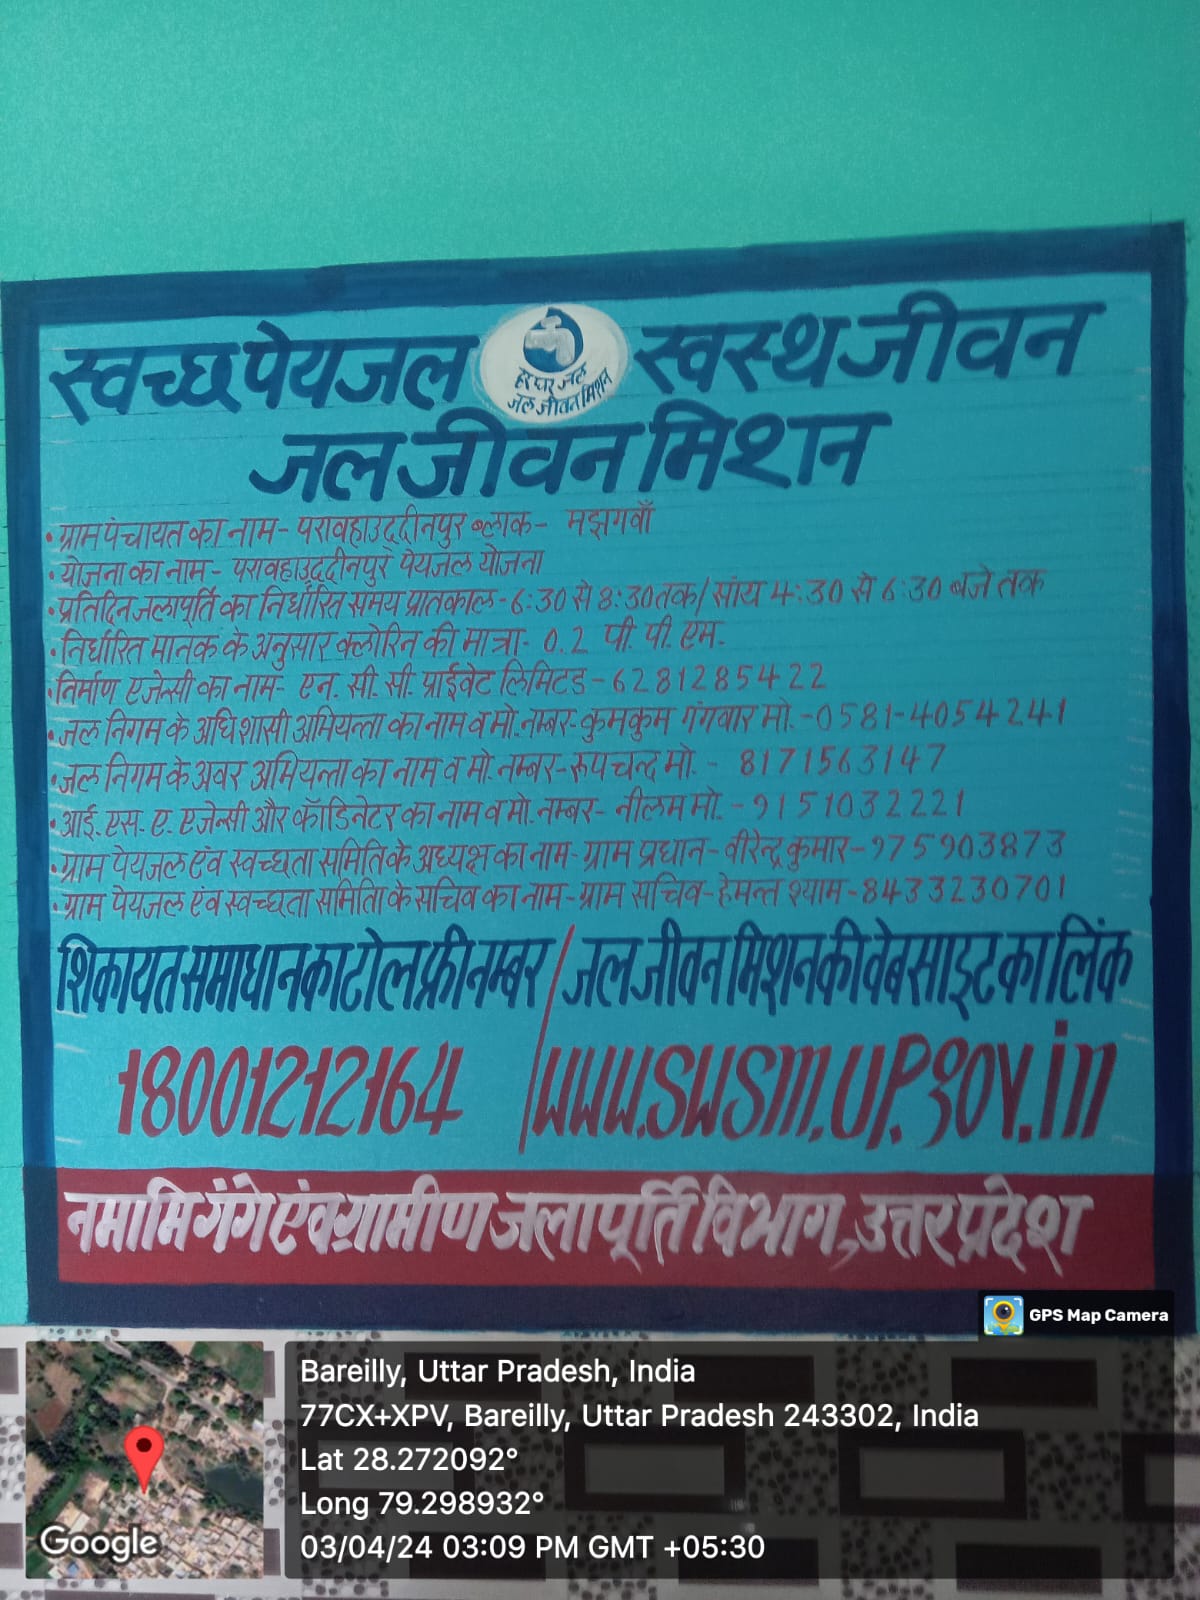 स्वच्छ पेयजल स्वस्थ जीवन
हर घर जल
जल जीवन मिशन
जल जीवन मिशन
• ग्राम पंचायत का नाम- परावहाउद्दीनपुर ब्लाक- मझगवाँ
• योजना का नाम- परावहाउद्दीनपुर पेयजल योजना
• प्रतिदिन जलापूर्ति का निर्धारित समय प्रातकाल-6:30 से 8:30 तक/ सांय 4:30 से 6:30 बजे तक
• निर्धारित मानक के अनुसार क्लोरिन की मात्रा- 0.2 पी. पी. एम.
• निर्माण एजेन्सी का नाम- एन. सी. सी. प्राईवेट लिमिटड-6281285422
• जल निगम के अधिशासी अभियन्ता का नाम व मो. नम्बर- कुमकुम गंगवार मो.-0581-4054241
• जल निगम के अवर अभियन्ता का नाम व मो. नम्बर-रुपचन्द मो. - 8171563147
• आई. एस. ए. एजेन्सी और कॉडिनेटर का नाम व मो. नम्बर- नीलम मो. -9151032221
• ग्राम पेयजल एंव स्वच्छता समिति के अध्यक्ष का नाम-ग्राम प्रधान-वीरेन्द्र कुमार-975903873
• ग्राम पेयजल एंव स्वच्छता समिति के सचिव का नाम-ग्राम सचिव-हेमन्त श्याम-8433230701
शिकायत समाधान का टोल फ्री नम्बर / जल जीवन मिशन की वेबसाइट का लिंक
18001212164 / www.swsm.up.gov.in
नमामि गंगे एंव ग्रामीण जलापूर्ति विभाग, उत्तर प्रदेश
GPS Map Camera
Bareilly, Uttar Pradesh, India
77CX+XPV, Bareilly, Uttar Pradesh 243302, India
Lat 28.272092°
Long 79.298932°
03/04/24 03:09 PM GMT +05:30
Google